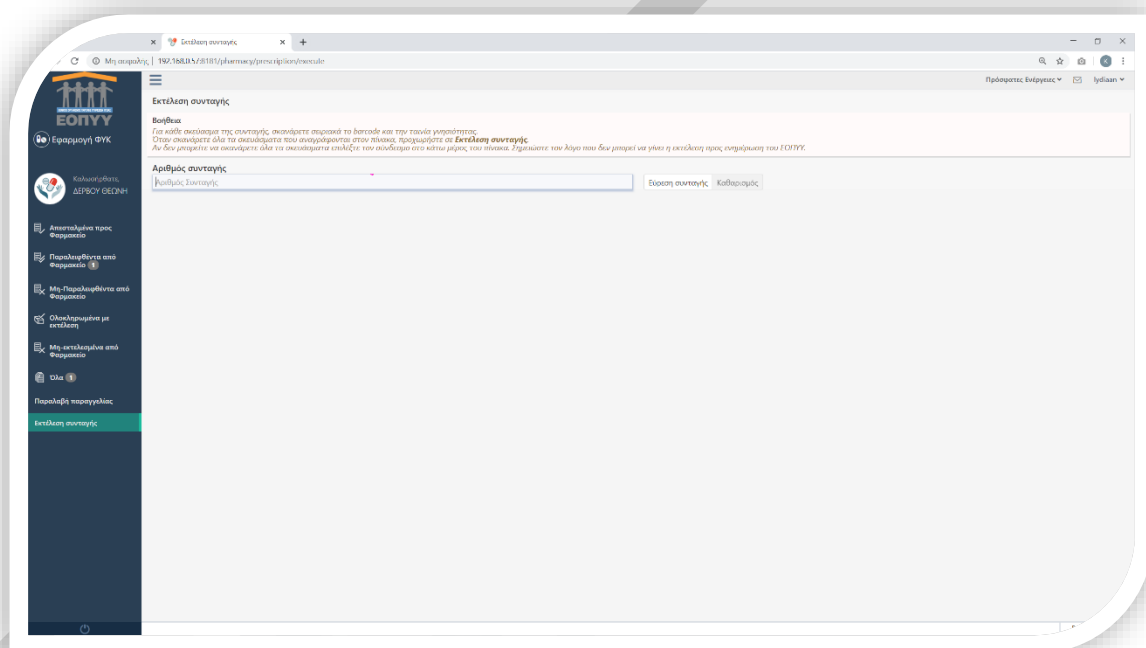 Εκτέλεση συνταγής
Μη ασφαλής | 192.168.0.57:8181/pharmacy/prescription/execute
Πρόσφατες Ενέργειες
lydiaan
ΕΟΠΥΥ
Εφαρμογή ΦΥΚ
Καλωσήρθατε,
ΔΕΡΒΟΥ ΘΕΩΝΗ
Απεσταλμένα προς
Φαρμακείο
Παραλειφθέντα από
Φαρμακείο 1
Μη-Παραλειφθέντα από
Φαρμακείο
Ολοκληρωμένα με
εκτέλεση
Μη-εκτελεσμένα από
Φαρμακείο
Όλα 1
Παραλαβή παραγγελίας
Εκτέλεση συνταγής
Εκτέλεση συνταγής
Βοήθεια
Για κάθε σκεύασμα της συνταγής, σκανάρετε σειριακά το barcode και την ταινία γνησιότητας.
Όταν σκανάρετε όλα τα σκευάσματα που αναγράφονται στον πίνακα, προχωρήστε σε Εκτέλεση συνταγής.
Αν δεν μπορείτε να σκανάρετε όλα τα σκευάσματα επιλέξτε τον σύνδεσμο στο κάτω μέρος του πίνακα. Σημειώστε τον λόγο που δεν μπορεί να γίνει η εκτέλεση προς ενημέρωση του ΕΟΠΥΥ.
Αριθμός συνταγής
Αριθμός Συνταγής
Εύρεση συνταγής Καθαρισμός